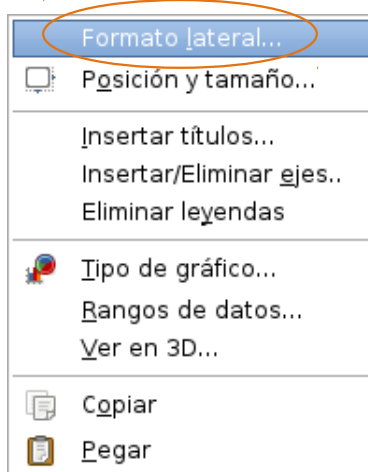 Formato lateral...
Posición y tamaño...
Insertar títulos...
Insertar/Eliminar ejes..
Eliminar leyendas
Tipo de gráfico...
Rangos de datos...
Ver en 3D...
Copiar
Pegar